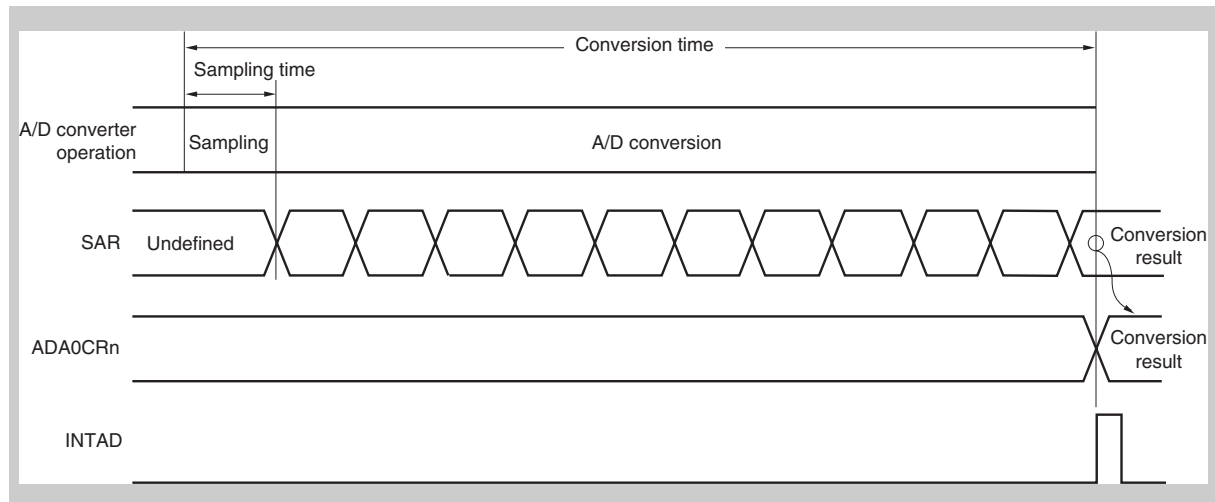 Conversion time
Sampling time
A/D converter
operation
Sampling
A/D conversion
SAR
Undefined
Conversion
result
ADA0CRn
Conversion
result
INTAD